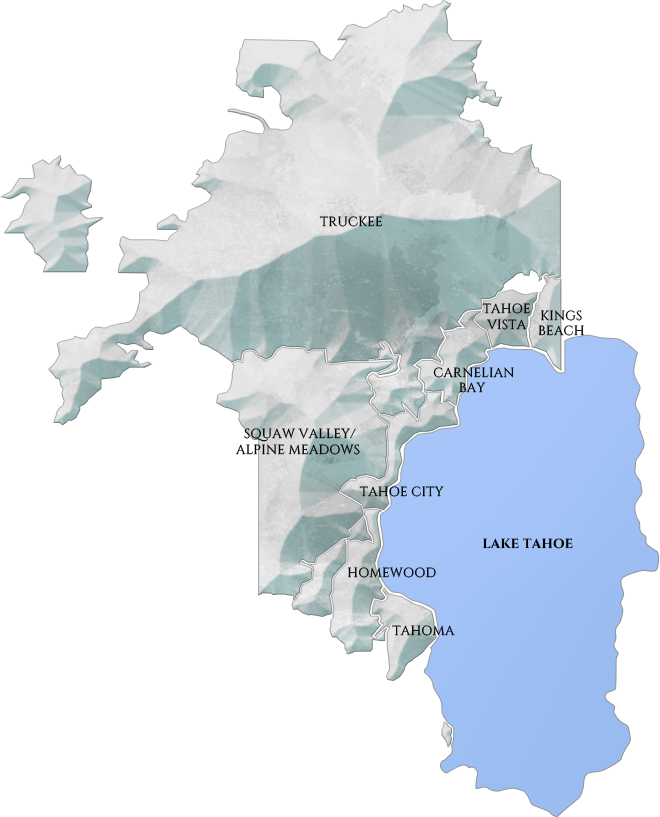 TRUCKEE
TAHOE
VISTA
KINGS
BEACH
CARNELIAN
BAY
SQUAW VALLEY/
ALPINE MEADOWS
TAHOE CITY
LAKE TAHOE
HOMEWOOD
TAHOMA